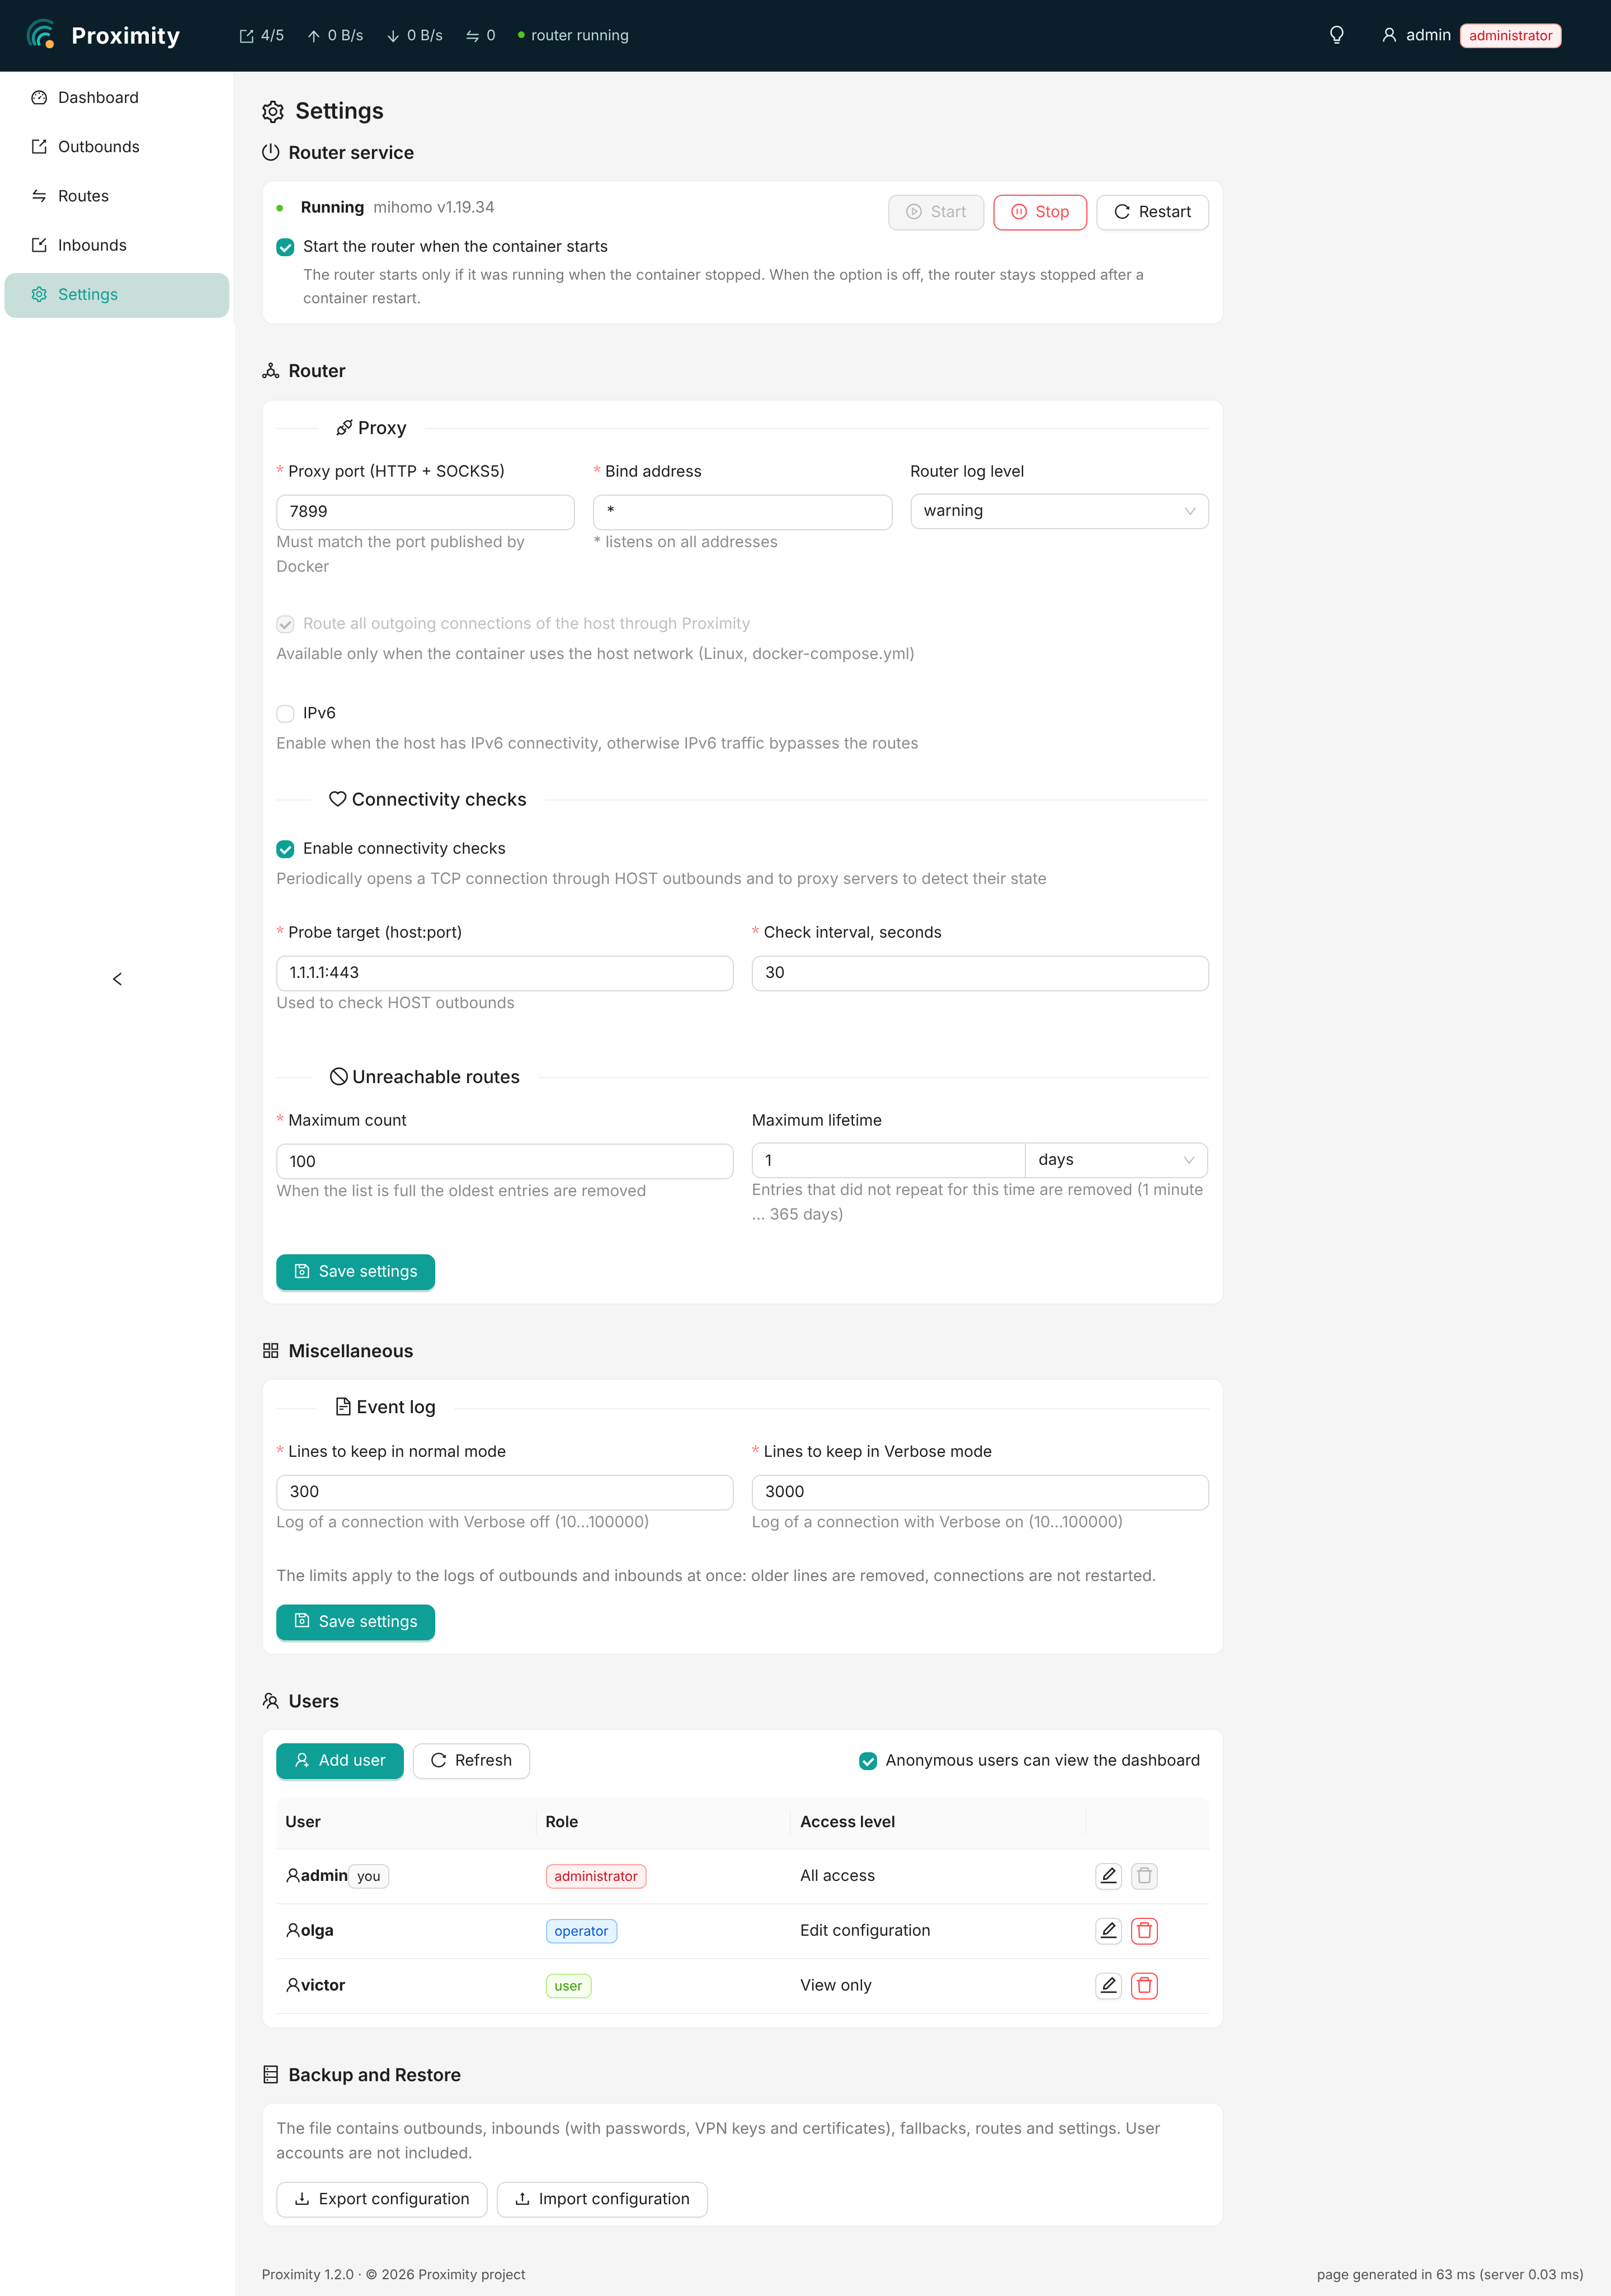 Proximity 4/5 0 B/s 0 B/s 0 router running admin administrator
Dashboard
Outbounds
Routes
Inbounds
Settings
Settings
Router service
Running mihomo v1.19.34 Start Stop Restart
Start the router when the container starts
The router starts only if it was running when the container stopped. When the option is off, the router stays stopped after a
container restart.
Router
Proxy
* Proxy port (HTTP + SOCKS5) * Bind address Router log level
7899 * warning
Must match the port published by * listens on all addresses
Docker
Route all outgoing connections of the host through Proximity
Available only when the container uses the host network (Linux, docker-compose.yml)
IPv6
Enable when the host has IPv6 connectivity, otherwise IPv6 traffic bypasses the routes
Connectivity checks
Enable connectivity checks
Periodically opens a TCP connection through HOST outbounds and to proxy servers to detect their state
* Probe target (host:port) * Check interval, seconds
1.1.1.1:443 30
Used to check HOST outbounds
Unreachable routes
* Maximum count Maximum lifetime
100 1 days
When the list is full the oldest entries are removed Entries that did not repeat for this time are removed (1 minute
... 365 days)
Save settings
Miscellaneous
Event log
* Lines to keep in normal mode * Lines to keep in Verbose mode
300 3000
Log of a connection with Verbose off (10...100000) Log of a connection with Verbose on (10...100000)
The limits apply to the logs of outbounds and inbounds at once: older lines are removed, connections are not restarted.
Save settings
Users
Add user Refresh Anonymous users can view the dashboard
User Role Access level
admin you administrator All access
olga operator Edit configuration
victor user View only
Backup and Restore
The file contains outbounds, inbounds (with passwords, VPN keys and certificates), fallbacks, routes and settings. User
accounts are not included.
Export configuration Import configuration
Proximity 1.2.0 · © 2026 Proximity project page generated in 63 ms (server 0.03 ms)